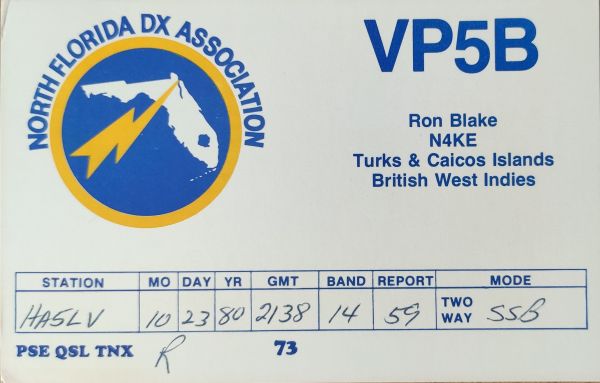 NORTH FLORIDA DX ASSOCIATION
VP5B
Ron Blake
N4KE
Turks & Caicos Islands
British West Indies
STATION MO DAY YR GMT BAND REPORT MODE
HA5LV 10 23 80 2138 14 59 TWO WAY SSB
PSE QSL TNX R 73